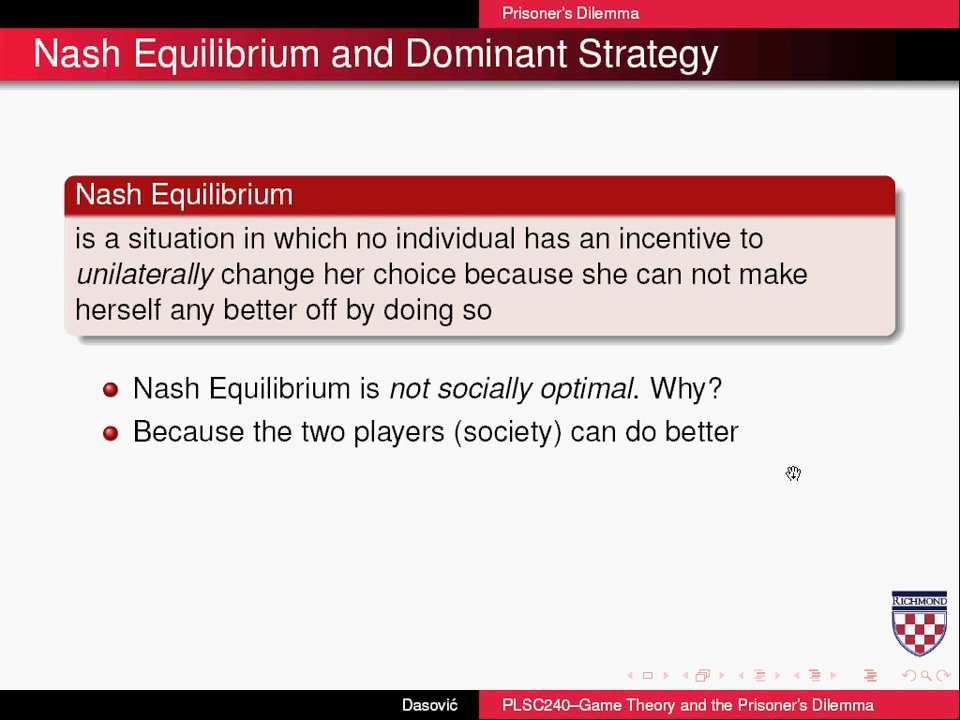 Prisoner's Dilemma
Nash Equilibrium and Dominant Strategy
Nash Equilibrium
is a situation in which no individual has an incentive to
unilaterally change her choice because she can not make
herself any better off by doing so
Nash Equilibrium is not socially optimal. Why?
Because the two players (society) can do better
RICHMOND
Dasović
PLSC240–Game Theory and the Prisoner's Dilemma